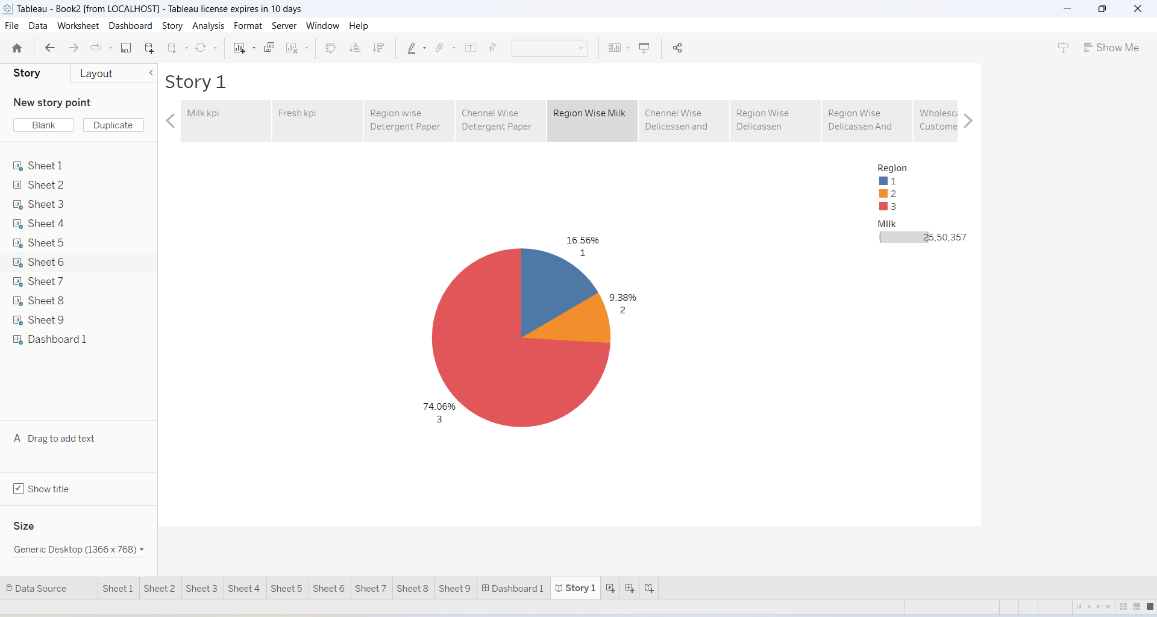 Tableau - Book2 [from LOCALHOST] - Tableau license expires in 10 days
File Data Worksheet Dashboard Story Analysis Format Server Window Help
Show Me
Story Layout
New story point
Blank Duplicate
Sheet 1
Sheet 2
Sheet 3
Sheet 4
Sheet 5
Sheet 6
Sheet 7
Sheet 8
Sheet 9
Dashboard 1
A Drag to add text
Show title
Size
Generic Desktop (1366 x 768)
Story 1
Milk kpi
Fresh kpi
Region wise
Detergent Paper
Chennel Wise
Detergent Paper
Region Wise Milk
Chennel Wise
Delicessen and
Region Wise
Delicassen
Region Wise
Delicassen And
Wholesca
Custome
16.56%
1
9.38%
2
74.06%
3
Region
1
2
3
Milk
25,50,357
Data Source Sheet 1 Sheet 2 Sheet 3 Sheet 4 Sheet 5 Sheet 6 Sheet 7 Sheet 8 Sheet 9 Dashboard 1 Story 1